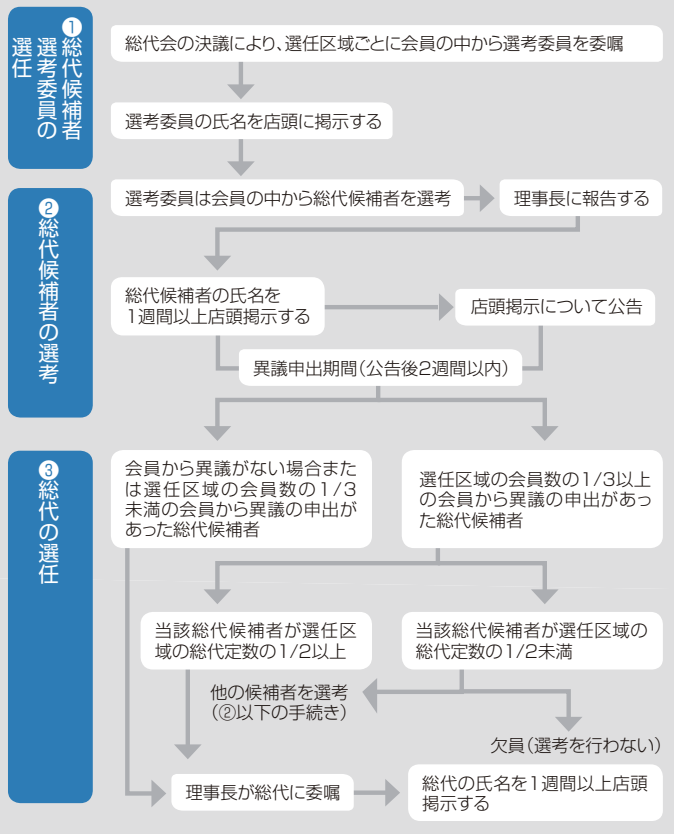 ❶総代候補者
選考委員の
選任
総代会の決議により、選任区域ごとに会員の中から選考委員を委嘱
選考委員の氏名を店頭に掲示する
❷総代候補者の選考
選考委員は会員の中から総代候補者を選考
理事長に報告する
総代候補者の氏名を
1週間以上店頭掲示する
店頭掲示について公告
異議申出期間(公告後2週間以内)
❸総代の選任
会員から異議がない場合また
は選任区域の会員数の1/3
未満の会員から異議の申出が
あった総代候補者
選任区域の会員数の1/3以上
の会員から異議の申出があっ
た総代候補者
当該総代候補者が選任区
域の総代定数の1/2以上
当該総代候補者が選任区域の
総代定数の1/2未満
他の候補者を選考
(②以下の手続き)
欠員(選考を行わない)
理事長が総代に委嘱
総代の氏名を1週間以上店頭
掲示する